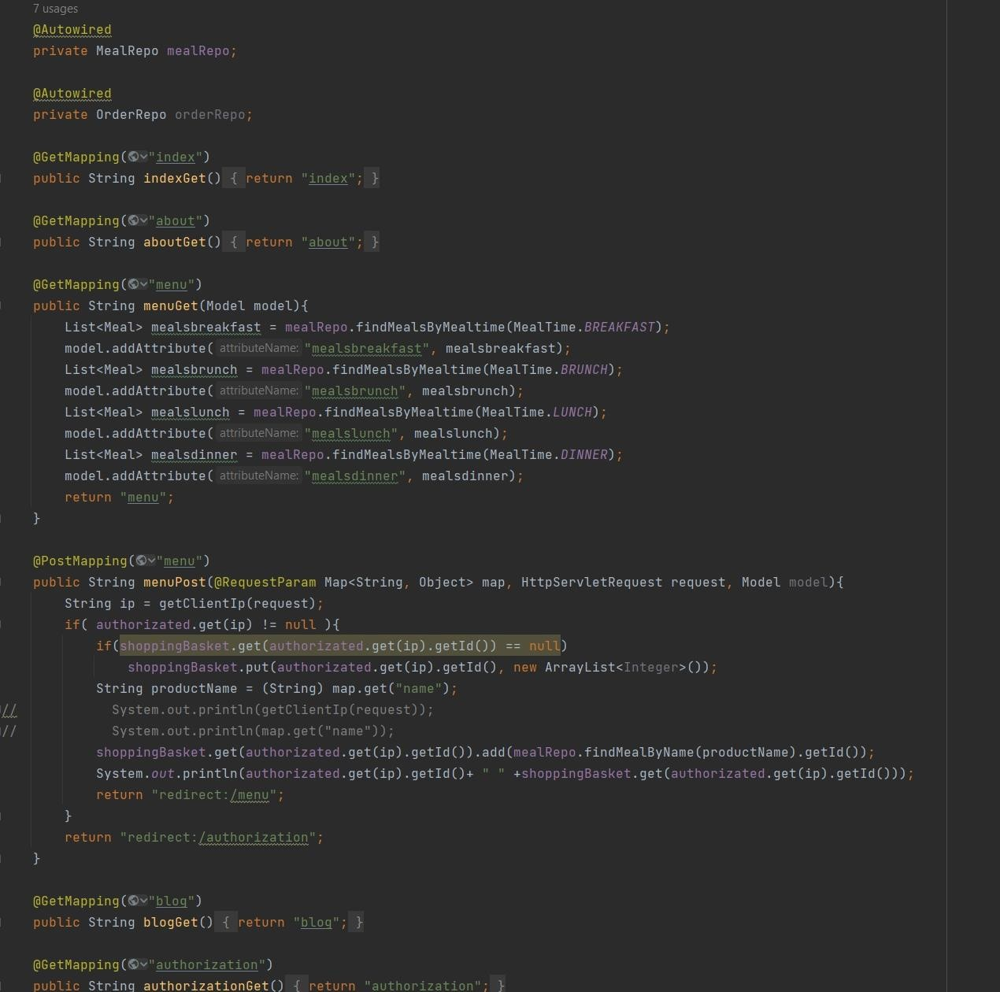 7 usages
@Autowired
private MealRepo mealRepo;
@Autowired
private OrderRepo orderRepo;
@GetMapping("index")
public String indexGet() { return "index"; }
@GetMapping("about")
public String aboutGet() { return "about"; }
@GetMapping("menu")
public String menuGet(Model model){
List<Meal> mealsbreakfast = mealRepo.findMealsByMealtime(MealTime.BREAKFAST);
model.addAttribute( attributeName: "mealsbreakfast", mealsbreakfast);
List<Meal> mealsbrunch = mealRepo.findMealsByMealtime(MealTime.BRUNCH);
model.addAttribute( attributeName: "mealsbrunch", mealsbrunch);
List<Meal> mealslunch = mealRepo.findMealsByMealtime(MealTime.LUNCH);
model.addAttribute( attributeName: "mealslunch", mealslunch);
List<Meal> mealsdinner = mealRepo.findMealsByMealtime(MealTime.DINNER);
model.addAttribute( attributeName: "mealsdinner", mealsdinner);
return "menu";
}
@PostMapping("menu")
public String menuPost(@RequestParam Map<String, Object> map, HttpServletRequest request, Model model){
String ip = getClientIp(request);
if( authorizated.get(ip) != null ){
if(shoppingBasket.get(authorizated.get(ip).getId()) == null)
shoppingBasket.put(authorizated.get(ip).getId(), new ArrayList<Integer>());
String productName = (String) map.get("name");
// System.out.println(getClientIp(request));
// System.out.println(map.get("name"));
shoppingBasket.get(authorizated.get(ip).getId()).add(mealRepo.findMealByName(productName).getId());
System.out.println(authorizated.get(ip).getId()+ " " +shoppingBasket.get(authorizated.get(ip).getId()));
return "redirect:/menu";
}
return "redirect:/authorization";
}
@GetMapping("blog")
public String blogGet() { return "blog"; }
@GetMapping("authorization")
public String authorizationGet() { return "authorization"; }